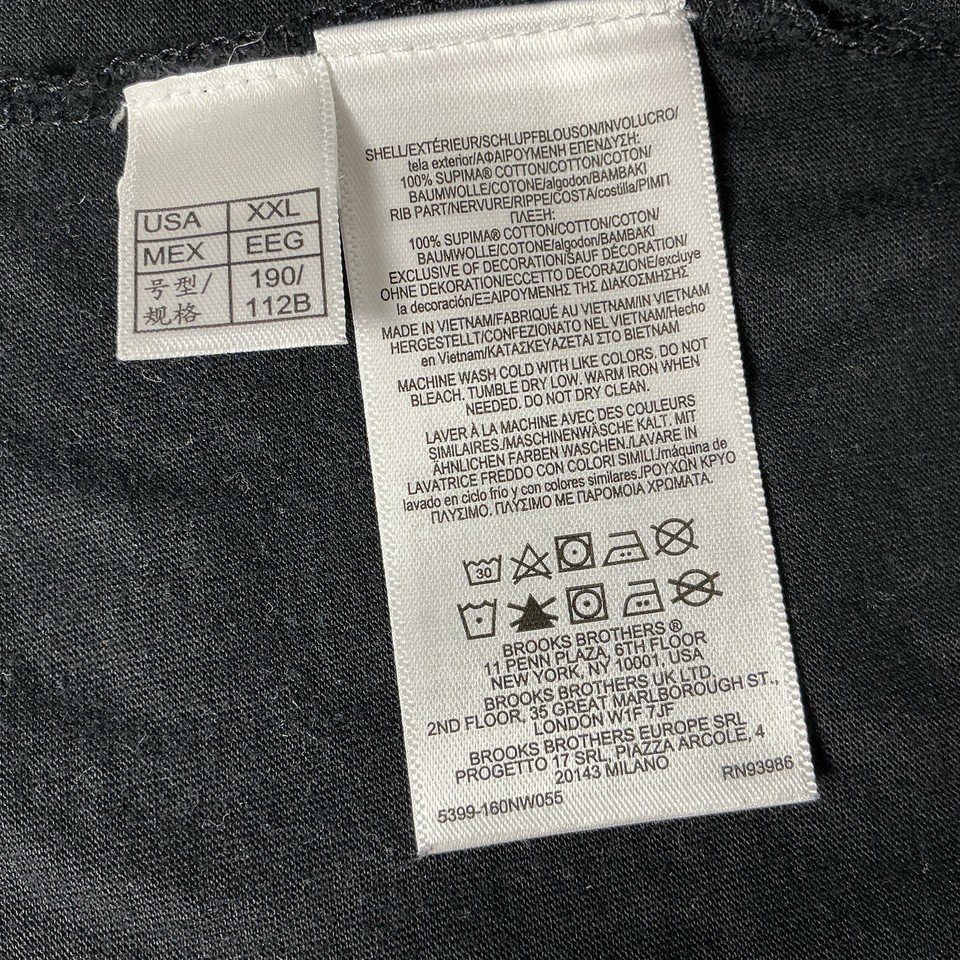 USA XXL
MEX EEG
号型/ 190/
规格 112B
SHELL/EXTÉRIEUR/SCHLUPFBLOUSON/INVOLUCRO/
tela exterior/ΑΦΑΙΡΟΥΜΕΝΗ ΕΠΕΝΔΥΣΗ:
100% SUPIMA® COTTON/COTTON/COTON/
BAUMWOLLE/COTONE/algodon/BAMBAKI
RIB PART/NERVURE/RIPPE/COSTA/costilla/ΡΙΜΠ
ΠΛΕΞΗ:
100% SUPIMA® COTTON/COTTON/COTON/
BAUMWOLLE/COTONE/algodon/BAMBAKI
EXCLUSIVE OF DECORATION/SAUF DÉCORATION/
OHNE DEKORATION/ECCETTO DECORAZIONE/excluye
la decoración/ΕΞΑΙΡΟΥΜΕΝΗΣ ΤΗΣ ΔΙΑΚΟΣΜΗΣΗΣ
MADE IN VIETNAM/FABRIQUÉ AU VIETNAM/IN VIETNAM
HERGESTELLT/CONFEZIONATO NEL VIETNAM/Hecho
en Vietnam/ΚΑΤΑΣΚΕΥΑΖΕΤΑΙ ΣΤΟ ΒΙΕΤΝΑΜ
MACHINE WASH COLD WITH LIKE COLORS. DO NOT
BLEACH. TUMBLE DRY LOW. WARM IRON WHEN
NEEDED. DO NOT DRY CLEAN.
LAVER À LA MACHINE AVEC DES COULEURS
SIMILAIRES./MASCHINENWÄSCHE KALT. MIT
ÄHNLICHEN FARBEN WASCHEN./LAVARE IN
LAVATRICE FREDDO CON COLORI SIMILI./máquina de
lavado en ciclo frío y con colores similares./ΡΟΥΧΩΝ ΚΡΥΟ
ΠΛΥΣΙΜΟ. ΠΛΥΣΙΜΟ ΜΕ ΠΑΡΟΜΟΙΑ ΧΡΩΜΑΤΑ.
30
BROOKS BROTHERS ®
11 PENN PLAZA, 6TH FLOOR
NEW YORK, NY 10001, USA
BROOKS BROTHERS UK LTD.
2ND FLOOR, 35 GREAT MARLBOROUGH ST.,
LONDON W1F 7JF
BROOKS BROTHERS EUROPE SRL
PROGETTO 17 SRL, PIAZZA ARCOLE, 4
20143 MILANO
RN93986
5399-160NW055